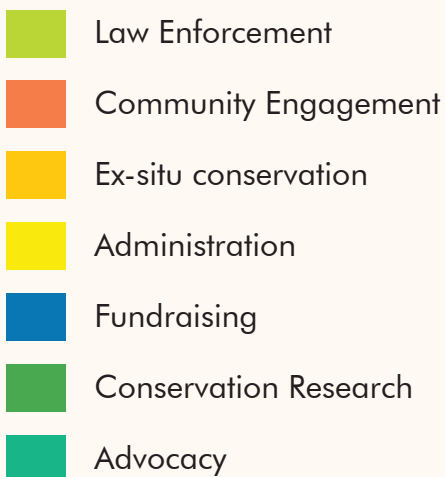 Law Enforcement
Community Engagement
Ex-situ conservation
Administration
Fundraising
Conservation Research
Advocacy